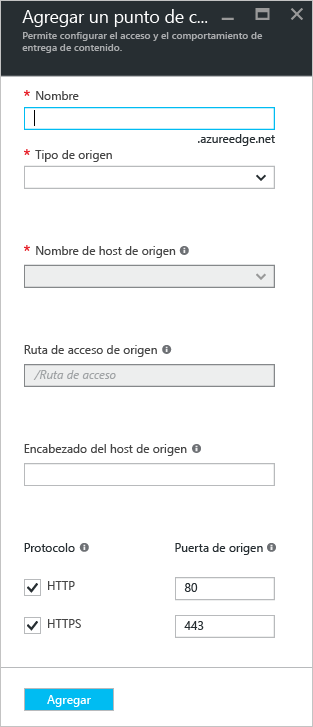 Agregar un punto de c...
Permite configurar el acceso y el comportamiento de
entrega de contenido.
* Nombre
.azureedge.net
* Tipo de origen
* Nombre de host de origen
Ruta de acceso de origen
/Ruta de acceso
Encabezado del host de origen
Protocolo Puerta de origen
HTTP 80
HTTPS 443
Agregar